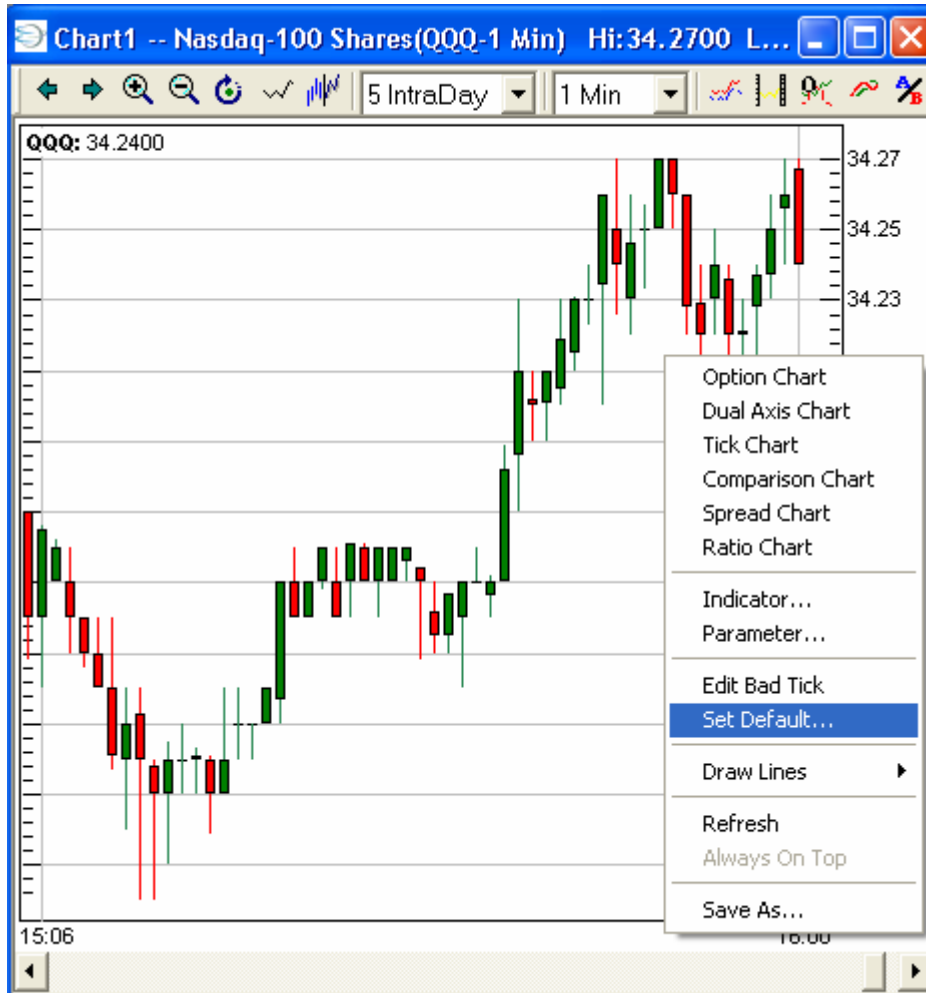 Chart1 -- Nasdaq-100 Shares(QQQ-1 Min) Hi:34.2700 L...
5 IntraDay 1 Min A/B
QQQ: 34.2400
34.27
34.25
34.23
Option Chart
Dual Axis Chart
Tick Chart
Comparison Chart
Spread Chart
Ratio Chart
Indicator...
Parameter...
Edit Bad Tick
Set Default...
Draw Lines
Refresh
Always On Top
Save As...
15:06 16:00